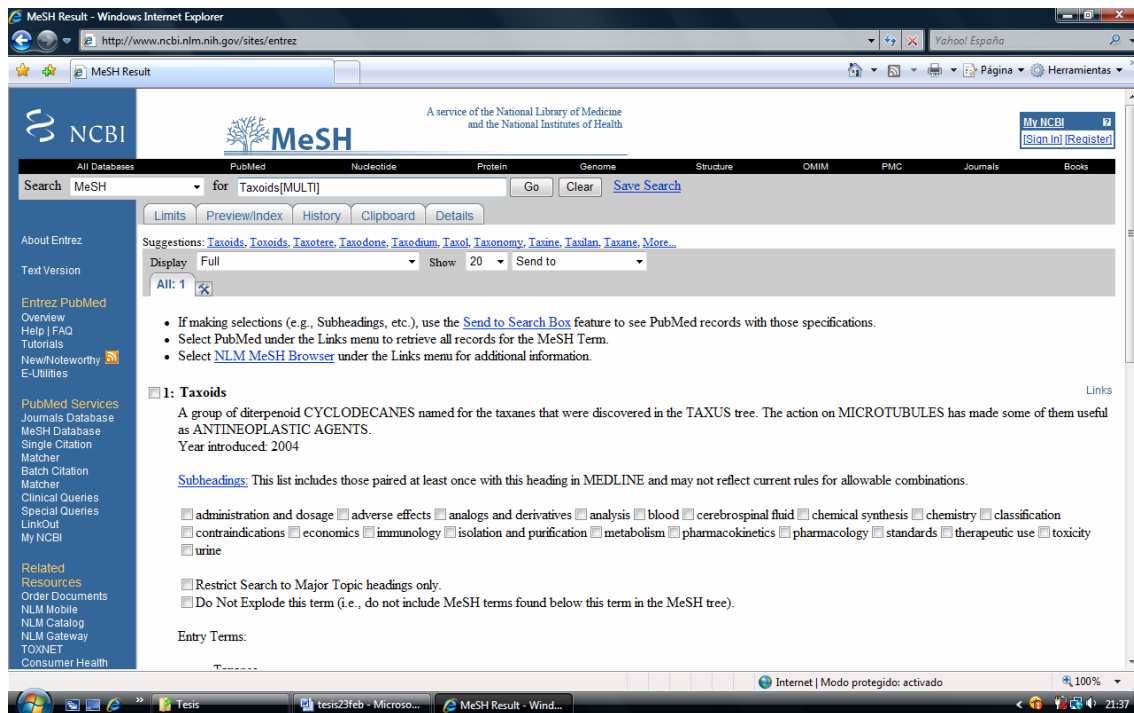 MeSH Result - Windows Internet Explorer
http://www.ncbi.nlm.nih.gov/sites/entrez
Yahoo! España
MeSH Result
Página
Herramientas
NCBI
MeSH
A service of the National Library of Medicine
and the National Institutes of Health
My NCBI
[Sign In] [Register]
All Databases PubMed Nucleotide Protein Genome Structure OMIM PMC Journals Books
Search MeSH for Taxoids[MULTI] Go Clear Save Search
Limits Preview/Index History Clipboard Details
About Entrez
Text Version
Entrez PubMed
Overview
Help | FAQ
Tutorials
New/Noteworthy
E-Utilities
PubMed Services
Journals Database
MeSH Database
Single Citation
Matcher
Batch Citation
Matcher
Clinical Queries
Special Queries
LinkOut
My NCBI
Related
Resources
Order Documents
NLM Mobile
NLM Catalog
NLM Gateway
TOXNET
Consumer Health
Suggestions: Taxoids, Toxoids, Taxotere, Taxodone, Taxodium, Taxol, Taxonomy, Taxine, Taxilan, Taxane, More...
Display Full Show 20 Send to
All: 1
• If making selections (e.g., Subheadings, etc.), use the Send to Search Box feature to see PubMed records with those specifications.
• Select PubMed under the Links menu to retrieve all records for the MeSH Term.
• Select NLM MeSH Browser under the Links menu for additional information.
1: Taxoids Links
A group of diterpenoid CYCLODECANES named for the taxanes that were discovered in the TAXUS tree. The action on MICROTUBULES has made some of them useful
as ANTINEOPLASTIC AGENTS.
Year introduced: 2004
Subheadings: This list includes those paired at least once with this heading in MEDLINE and may not reflect current rules for allowable combinations.
administration and dosage adverse effects analogs and derivatives analysis blood cerebrospinal fluid chemical synthesis chemistry classification
contraindications economics immunology isolation and purification metabolism pharmacokinetics pharmacology standards therapeutic use toxicity
urine
Restrict Search to Major Topic headings only.
Do Not Explode this term (i.e., do not include MeSH terms found below this term in the MeSH tree).
Entry Terms:
Internet | Modo protegido: activado
100%
Tesis
tesis23feb - Microso...
MeSH Result - Wind...
21:37